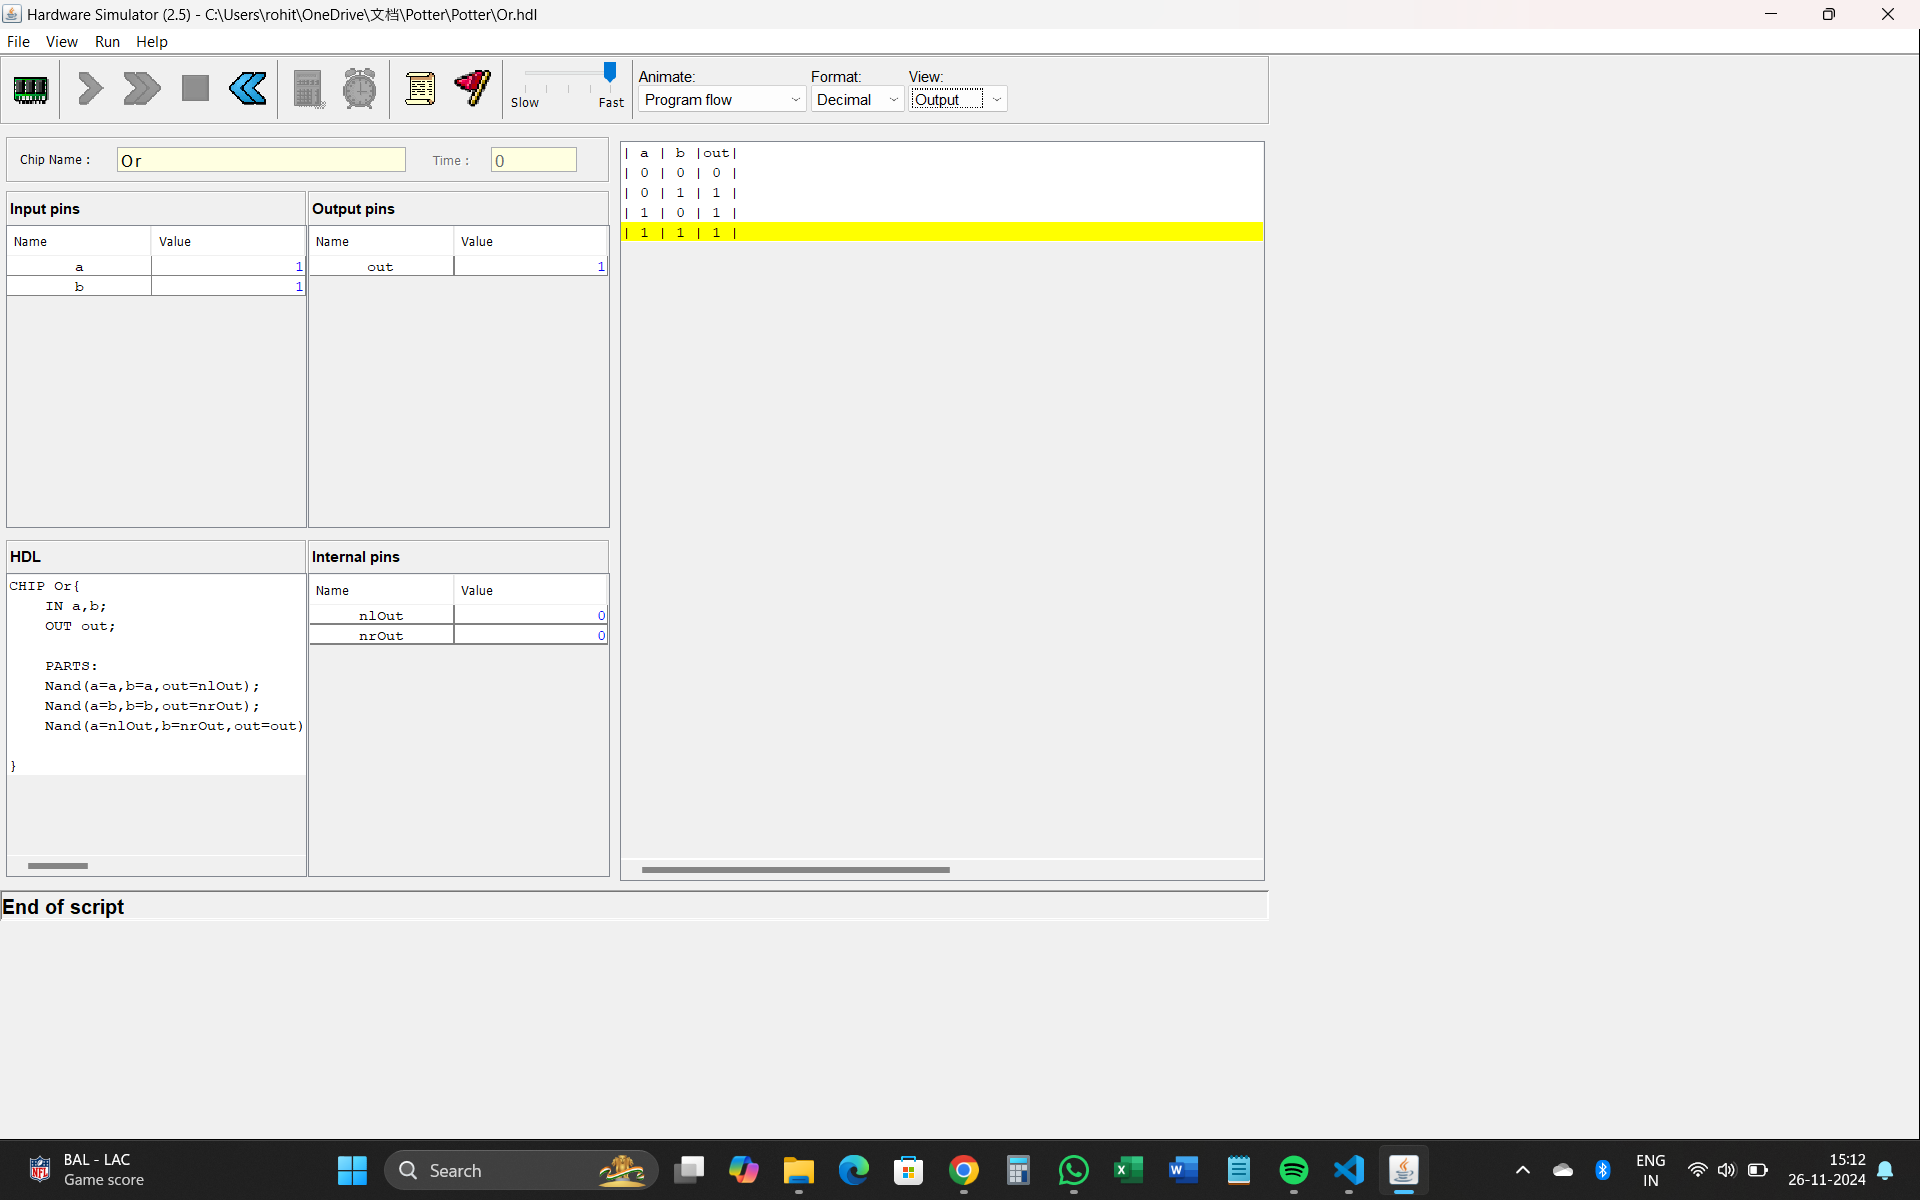 Hardware Simulator (2.5) - C:\Users\rohit\OneDrive\文档\Potter\Potter\Or.hdl
File View Run Help
Slow Fast
Animate: Format: View:
Program flow Decimal Output
Chip Name : Or Time : 0
Input pins
Name Value
a 1
b 1
Output pins
Name Value
out 1
HDL
CHIP Or{
    IN a,b;
    OUT out;
    PARTS:
    Nand(a=a,b=a,out=nlOut);
    Nand(a=b,b=b,out=nrOut);
    Nand(a=nlOut,b=nrOut,out=out)
}
Internal pins
Name Value
nlOut 0
nrOut 0
| a | b |out|
| 0 | 0 | 0 |
| 0 | 1 | 1 |
| 1 | 0 | 1 |
| 1 | 1 | 1 |
End of script
BAL - LAC
Game score
Search
ENG
IN
15:12
26-11-2024